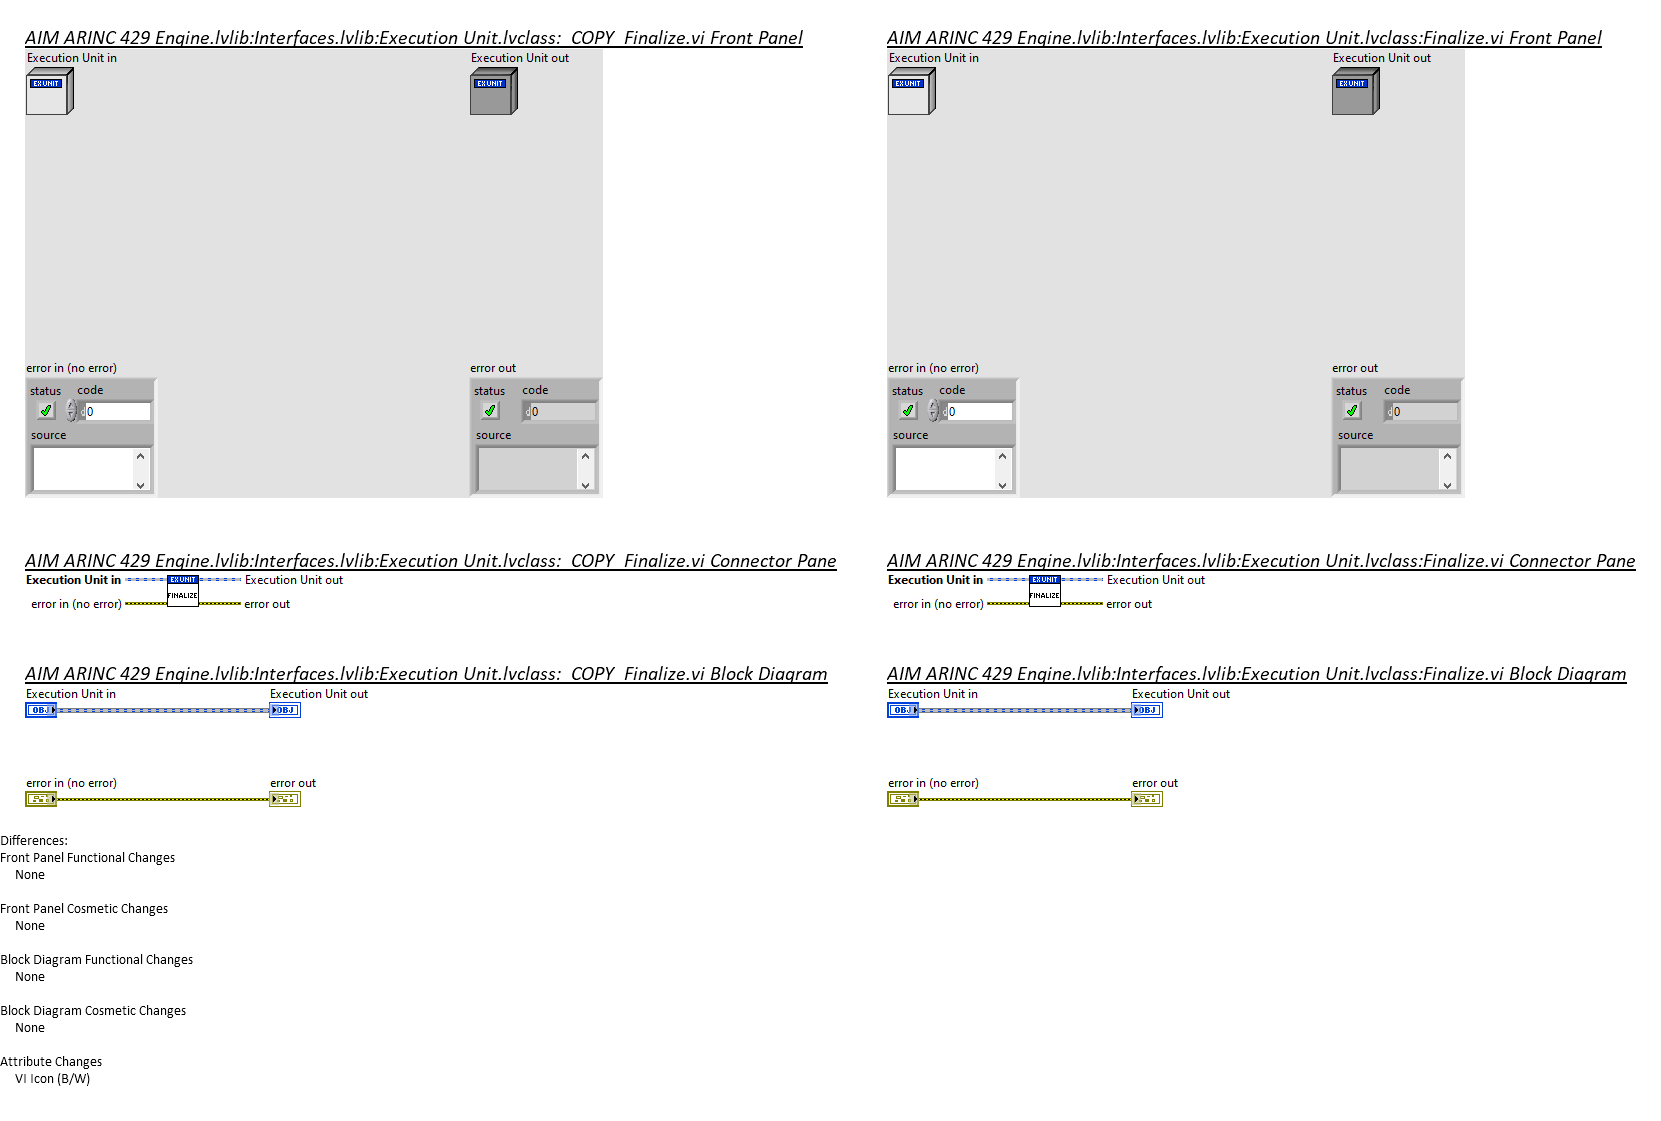 AIM ARINC 429 Engine.lvlib:Interfaces.lvlib:Execution Unit.lvclass:_COPY_Finalize.vi Front Panel
Execution Unit in
Execution Unit out
EXUNIT
EXUNIT
error in (no error)
error out
status code
status code
0
0
source
source
AIM ARINC 429 Engine.lvlib:Interfaces.lvlib:Execution Unit.lvclass:Finalize.vi Front Panel
Execution Unit in
Execution Unit out
EXUNIT
EXUNIT
error in (no error)
error out
status code
status code
0
0
source
source
AIM ARINC 429 Engine.lvlib:Interfaces.lvlib:Execution Unit.lvclass:_COPY_Finalize.vi Connector Pane
Execution Unit in
EXUNIT
Execution Unit out
FINALIZE
error in (no error)
error out
AIM ARINC 429 Engine.lvlib:Interfaces.lvlib:Execution Unit.lvclass:Finalize.vi Connector Pane
Execution Unit in
EXUNIT
Execution Unit out
FINALIZE
error in (no error)
error out
AIM ARINC 429 Engine.lvlib:Interfaces.lvlib:Execution Unit.lvclass:_COPY_Finalize.vi Block Diagram
Execution Unit in
Execution Unit out
OBJ
OBJ
error in (no error)
error out
AIM ARINC 429 Engine.lvlib:Interfaces.lvlib:Execution Unit.lvclass:Finalize.vi Block Diagram
Execution Unit in
Execution Unit out
OBJ
OBJ
error in (no error)
error out
Differences:
Front Panel Functional Changes
None
Front Panel Cosmetic Changes
None
Block Diagram Functional Changes
None
Block Diagram Cosmetic Changes
None
Attribute Changes
VI Icon (B/W)